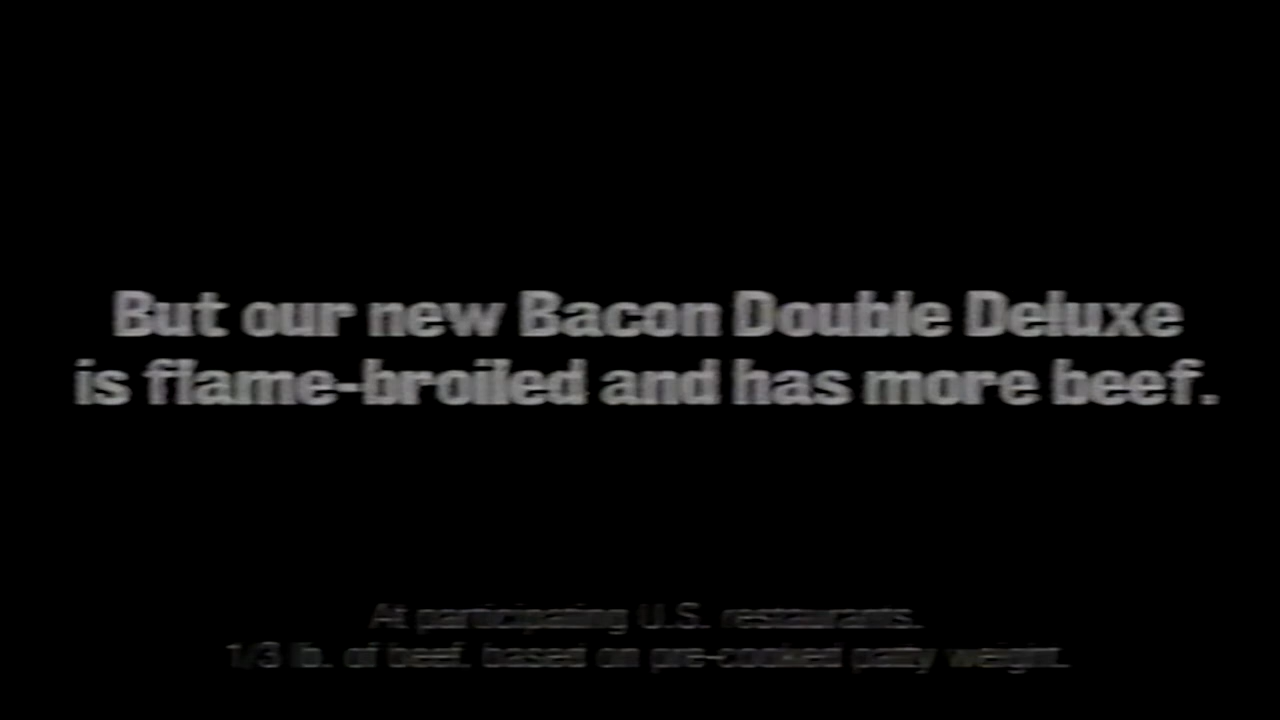 But our new Bacon Double Deluxe
is flame-broiled and has more beef.
At participating U.S. restaurants.
1/3 lb. of beef, based on pre-cooked patty weight.